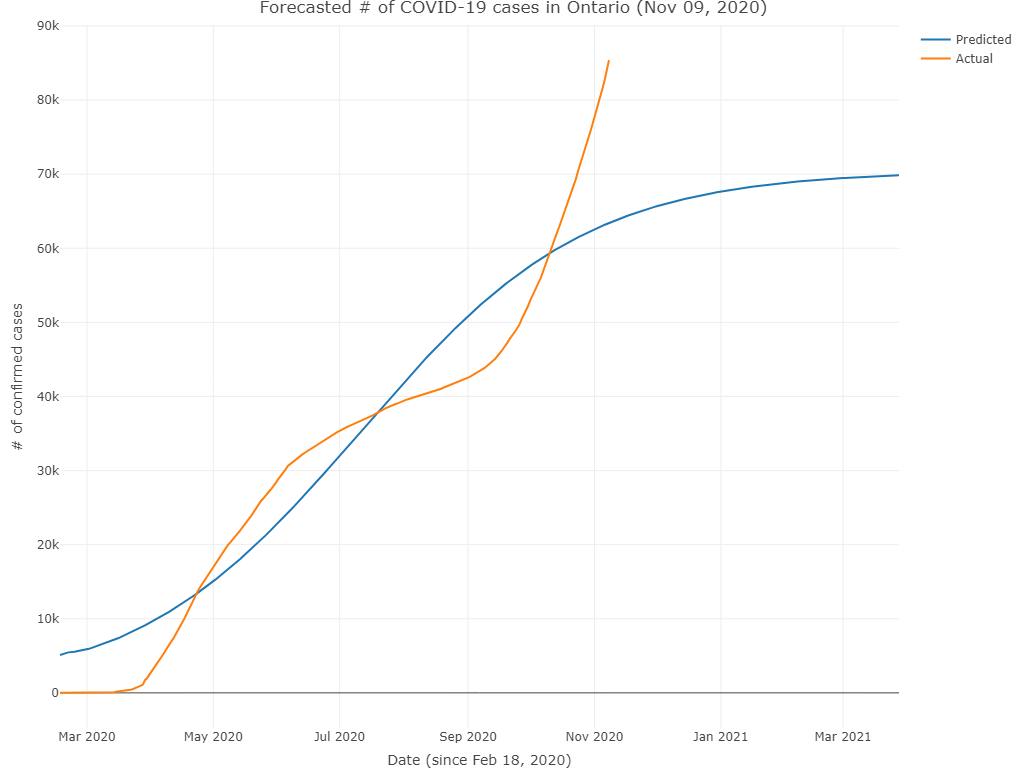 Forecasted # of COVID-19 cases in Ontario (Nov 09, 2020)
90k
80k
70k
60k
50k
40k
30k
20k
10k
0
# of confirmed cases
Mar 2020
May 2020
Jul 2020
Sep 2020
Nov 2020
Jan 2021
Mar 2021
Date (since Feb 18, 2020)
Predicted
Actual